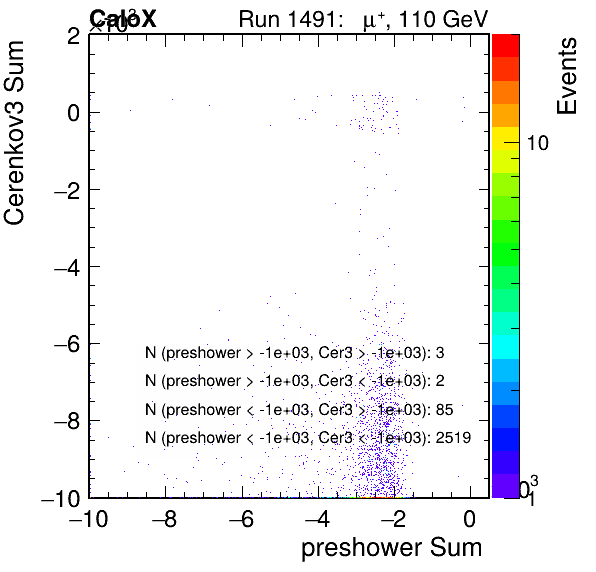 CaloX
×10³
Run 1491: μ⁺, 110 GeV
Cerenkov3 Sum
Events
2
0
−2
−4
−6
−8
−10
10
1
N (preshower > -1e+03, Cer3 > -1e+03): 3
N (preshower > -1e+03, Cer3 < -1e+03): 2
N (preshower < -1e+03, Cer3 > -1e+03): 85
N (preshower < -1e+03, Cer3 < -1e+03): 2519
−10 −8 −6 −4 −2 0
preshower Sum